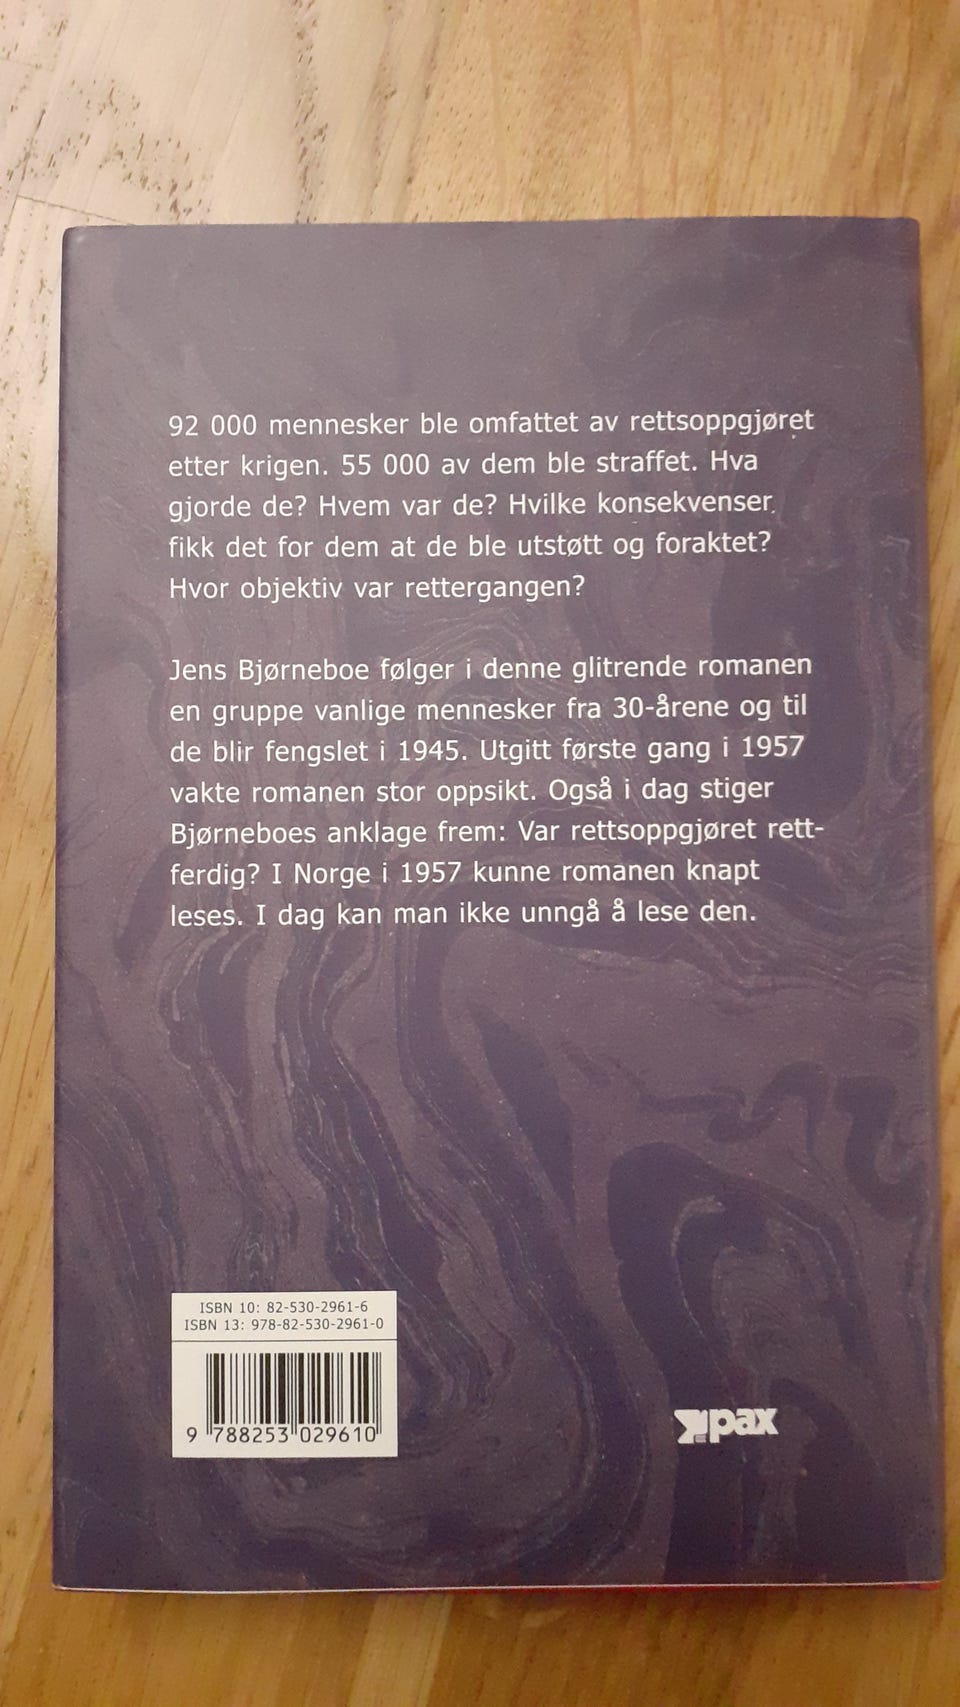 92 000 mennesker ble omfattet av rettsoppgjøret
etter krigen. 55 000 av dem ble straffet. Hva
gjorde de? Hvem var de? Hvilke konsekvenser
fikk det for dem at de ble utstøtt og foraktet?
Hvor objektiv var rettergangen?
Jens Bjørneboe følger i denne glitrende romanen
en gruppe vanlige mennesker fra 30-årene og til
de blir fengslet i 1945. Utgitt første gang i 1957
vakte romanen stor oppsikt. Også i dag stiger
Bjørneboes anklage frem: Var rettsoppgjøret rett-
ferdig? I Norge i 1957 kunne romanen knapt
leses. I dag kan man ikke unngå å lese den.
ISBN 10: 82-530-2961-6
ISBN 13: 978-82-530-2961-0
9 788253 029610
pax